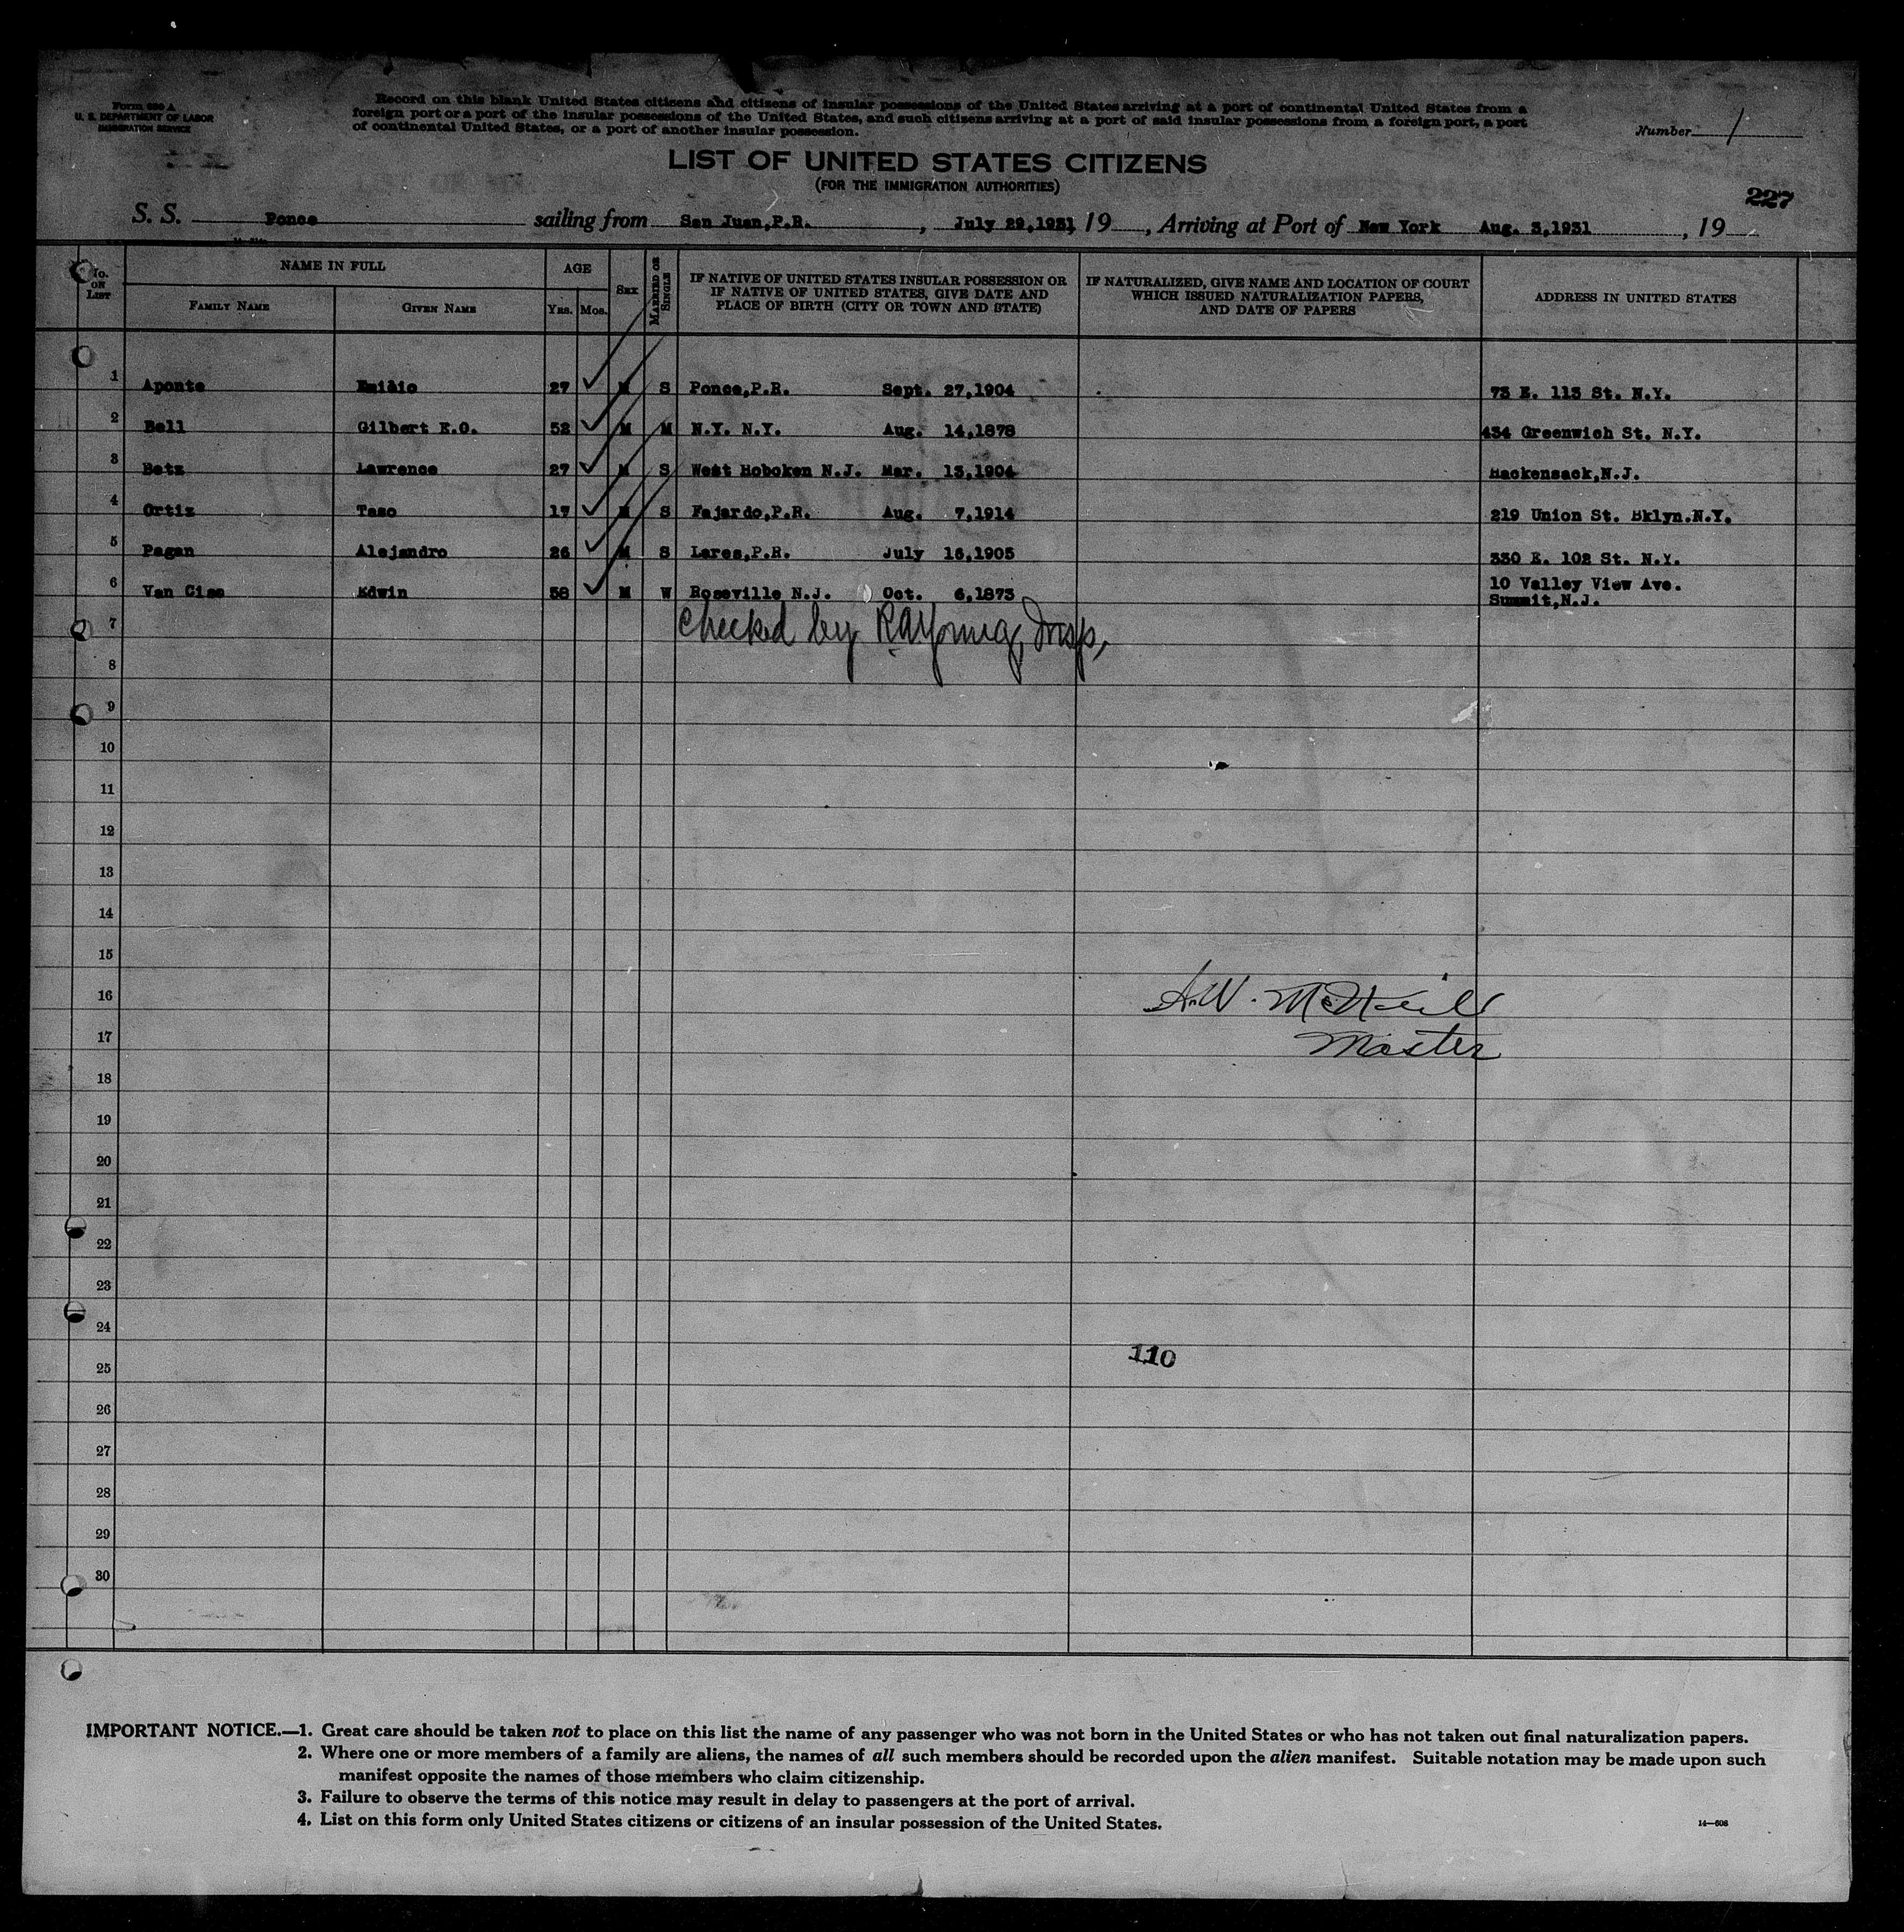 Form 630 A
U. S. DEPARTMENT OF LABOR
IMMIGRATION SERVICE
Record on this blank United States citizens and citizens of insular possessions of the United States arriving at a port of continental United States from a
foreign port or a port of the insular possessions of the United States, and such citizens arriving at a port of said insular possessions from a foreign port, a port
of continental United States, or a port of another insular possession.
Number 1
LIST OF UNITED STATES CITIZENS
(FOR THE IMMIGRATION AUTHORITIES)
227
S. S. Ponce sailing from San Juan,P.R. , July 29,1931 19 , Arriving at Port of New York Aug. 3,1931 , 19
No. ON LIST
NAME IN FULL
FAMILY NAME
GIVEN NAME
AGE
YRS.
MOS.
SEX
MARRIED OR SINGLE
IF NATIVE OF UNITED STATES INSULAR POSSESSION OR
IF NATIVE OF UNITED STATES, GIVE DATE AND
PLACE OF BIRTH (CITY OR TOWN AND STATE)
IF NATURALIZED, GIVE NAME AND LOCATION OF COURT
WHICH ISSUED NATURALIZATION PAPERS,
AND DATE OF PAPERS
ADDRESS IN UNITED STATES
1 Aponte Emilio 27 M S Ponce,P.R. Sept. 27,1904 73 E. 113 St. N.Y.
2 Bell Gilbert E.O. 52 M M N.Y. N.Y. Aug. 14,1878 434 Greenwich St. N.Y.
3 Betz Lawrence 27 M S West Hoboken N.J. Mar. 13,1904 Hackensack,N.J.
4 Ortiz Taso 17 M S Fajardo,P.R. Aug. 7,1914 219 Union St. Bklyn.N.Y.
5 Pagan Alejandro 26 M S Lares,P.R. July 16,1905 330 E. 102 St. N.Y.
6 Van Cise Edwin 58 M W Roseville N.J. Oct. 6,1873 10 Valley View Ave.
Summit,N.J.
7 Checked by RA Young, Insp,
8
9
10
11
12
13
14
15
16 A.W. McNeill
17 Master
18
19
20
21
22
23
24
110
25
26
27
28
29
30
IMPORTANT NOTICE.—1. Great care should be taken not to place on this list the name of any passenger who was not born in the United States or who has not taken out final naturalization papers.
2. Where one or more members of a family are aliens, the names of all such members should be recorded upon the alien manifest. Suitable notation may be made upon such
manifest opposite the names of those members who claim citizenship.
3. Failure to observe the terms of this notice may result in delay to passengers at the port of arrival.
4. List on this form only United States citizens or citizens of an insular possession of the United States.
14—608